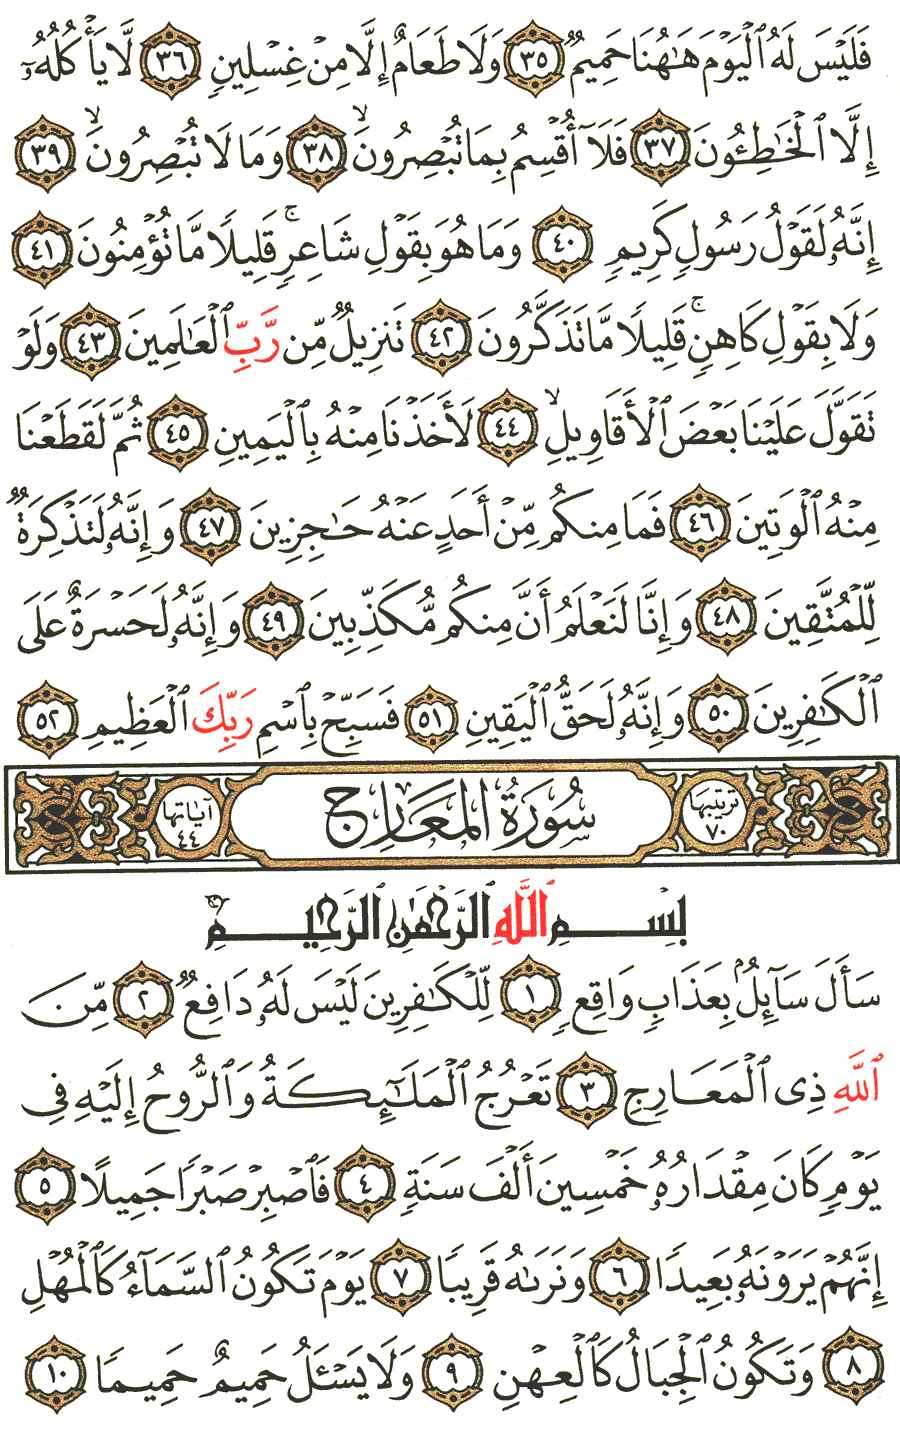 فَلَيْسَ لَهُ ٱلْيَوْمَ هَـٰهُنَا حَمِيمٌ ٣٥ وَلَا طَعَامٌ إِلَّا مِنْ غِسْلِينٍ ٣٦ لَّا يَأْكُلُهُۥٓ
إِلَّا ٱلْخَـٰطِـُٔونَ ٣٧ فَلَآ أُقْسِمُ بِمَا تُبْصِرُونَ ۙ ٣٨ وَمَا لَا تُبْصِرُونَ ۙ ٣٩
إِنَّهُۥ لَقَوْلُ رَسُولٍ كَرِيمٍ ٤٠ وَمَا هُوَ بِقَوْلِ شَاعِرٍ ۚ قَلِيلًا مَّا تُؤْمِنُونَ ٤١
وَلَا بِقَوْلِ كَاهِنٍ ۚ قَلِيلًا مَّا تَذَكَّرُونَ ٤٢ تَنزِيلٌ مِّن رَّبِّ ٱلْعَـٰلَمِينَ ٤٣ وَلَوْ
تَقَوَّلَ عَلَيْنَا بَعْضَ ٱلْأَقَاوِيلِ ۙ ٤٤ لَأَخَذْنَا مِنْهُ بِٱلْيَمِينِ ٤٥ ثُمَّ لَقَطَعْنَا
مِنْهُ ٱلْوَتِينَ ٤٦ فَمَا مِنكُم مِّنْ أَحَدٍ عَنْهُ حَـٰجِزِينَ ٤٧ وَإِنَّهُۥ لَتَذْكِرَةٌ
لِّلْمُتَّقِينَ ٤٨ وَإِنَّا لَنَعْلَمُ أَنَّ مِنكُم مُّكَذِّبِينَ ٤٩ وَإِنَّهُۥ لَحَسْرَةٌ عَلَى
ٱلْكَـٰفِرِينَ ٥٠ وَإِنَّهُۥ لَحَقُّ ٱلْيَقِينِ ٥١ فَسَبِّحْ بِٱسْمِ رَبِّكَ ٱلْعَظِيمِ ٥٢
ترتيبها ٧٠ سُورَةُ المَعَارِجِ آياتها ٤٤
بِسْمِ ٱللَّهِ ٱلرَّحْمَـٰنِ ٱلرَّحِيمِ
سَأَلَ سَآئِلٌۢ بِعَذَابٍ وَاقِعٍ ١ لِّلْكَـٰفِرِينَ لَيْسَ لَهُۥ دَافِعٌ ٢ مِّنَ
ٱللَّهِ ذِى ٱلْمَعَارِجِ ٣ تَعْرُجُ ٱلْمَلَـٰٓئِكَةُ وَٱلرُّوحُ إِلَيْهِ فِى
يَوْمٍ كَانَ مِقْدَارُهُۥ خَمْسِينَ أَلْفَ سَنَةٍ ٤ فَٱصْبِرْ صَبْرًا جَمِيلًا ٥
إِنَّهُمْ يَرَوْنَهُۥ بَعِيدًا ٦ وَنَرَىٰهُ قَرِيبًا ٧ يَوْمَ تَكُونُ ٱلسَّمَآءُ كَٱلْمُهْلِ
٨ وَتَكُونُ ٱلْجِبَالُ كَٱلْعِهْنِ ٩ وَلَا يَسْـَٔلُ حَمِيمٌ حَمِيمًا ١٠